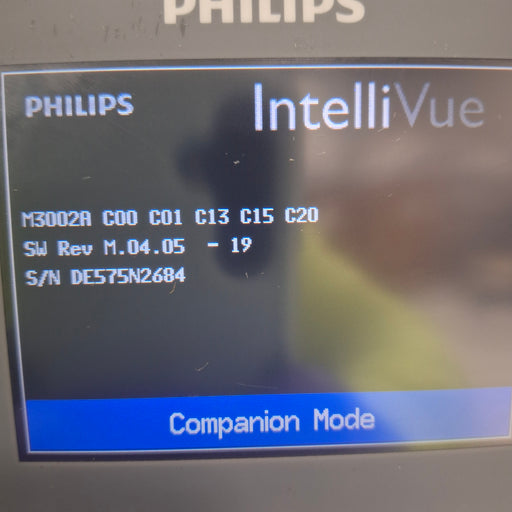 PHILIPS
PHILIPS IntelliVue
M3002A C00 C01 C13 C15 C20
SW Rev M.04.05 - 19
S/N DE575N2684
Companion Mode